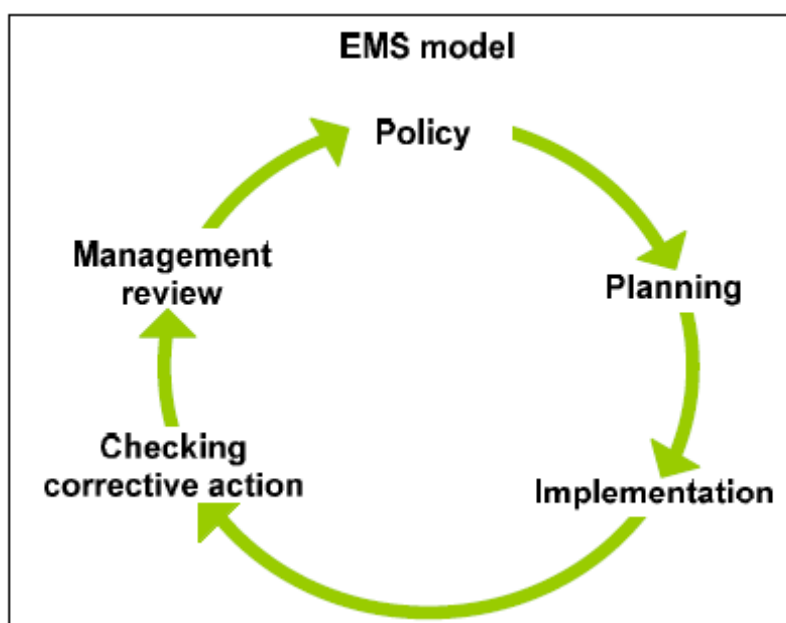 EMS model
Policy
Planning
Implementation
Checking
corrective action
Management
review